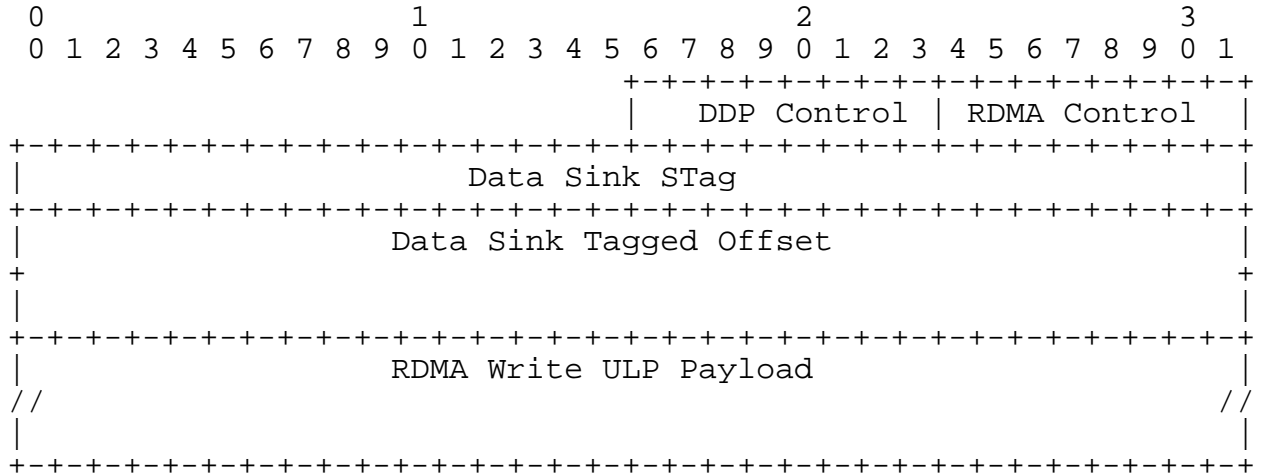 0                   1                   2                   3
 0 1 2 3 4 5 6 7 8 9 0 1 2 3 4 5 6 7 8 9 0 1 2 3 4 5 6 7 8 9 0 1
                                +-+-+-+-+-+-+-+-+-+-+-+-+-+-+-+-+
                                |   DDP Control | RDMA Control  |
+-+-+-+-+-+-+-+-+-+-+-+-+-+-+-+-+-+-+-+-+-+-+-+-+-+-+-+-+-+-+-+-+
|                       Data Sink STag                          |
+-+-+-+-+-+-+-+-+-+-+-+-+-+-+-+-+-+-+-+-+-+-+-+-+-+-+-+-+-+-+-+-+
|                   Data Sink Tagged Offset                     |
+                                                               +
|                                                               |
+-+-+-+-+-+-+-+-+-+-+-+-+-+-+-+-+-+-+-+-+-+-+-+-+-+-+-+-+-+-+-+-+
|                   RDMA Write ULP Payload                      |
//                                                             //
|                                                               |
+-+-+-+-+-+-+-+-+-+-+-+-+-+-+-+-+-+-+-+-+-+-+-+-+-+-+-+-+-+-+-+-+